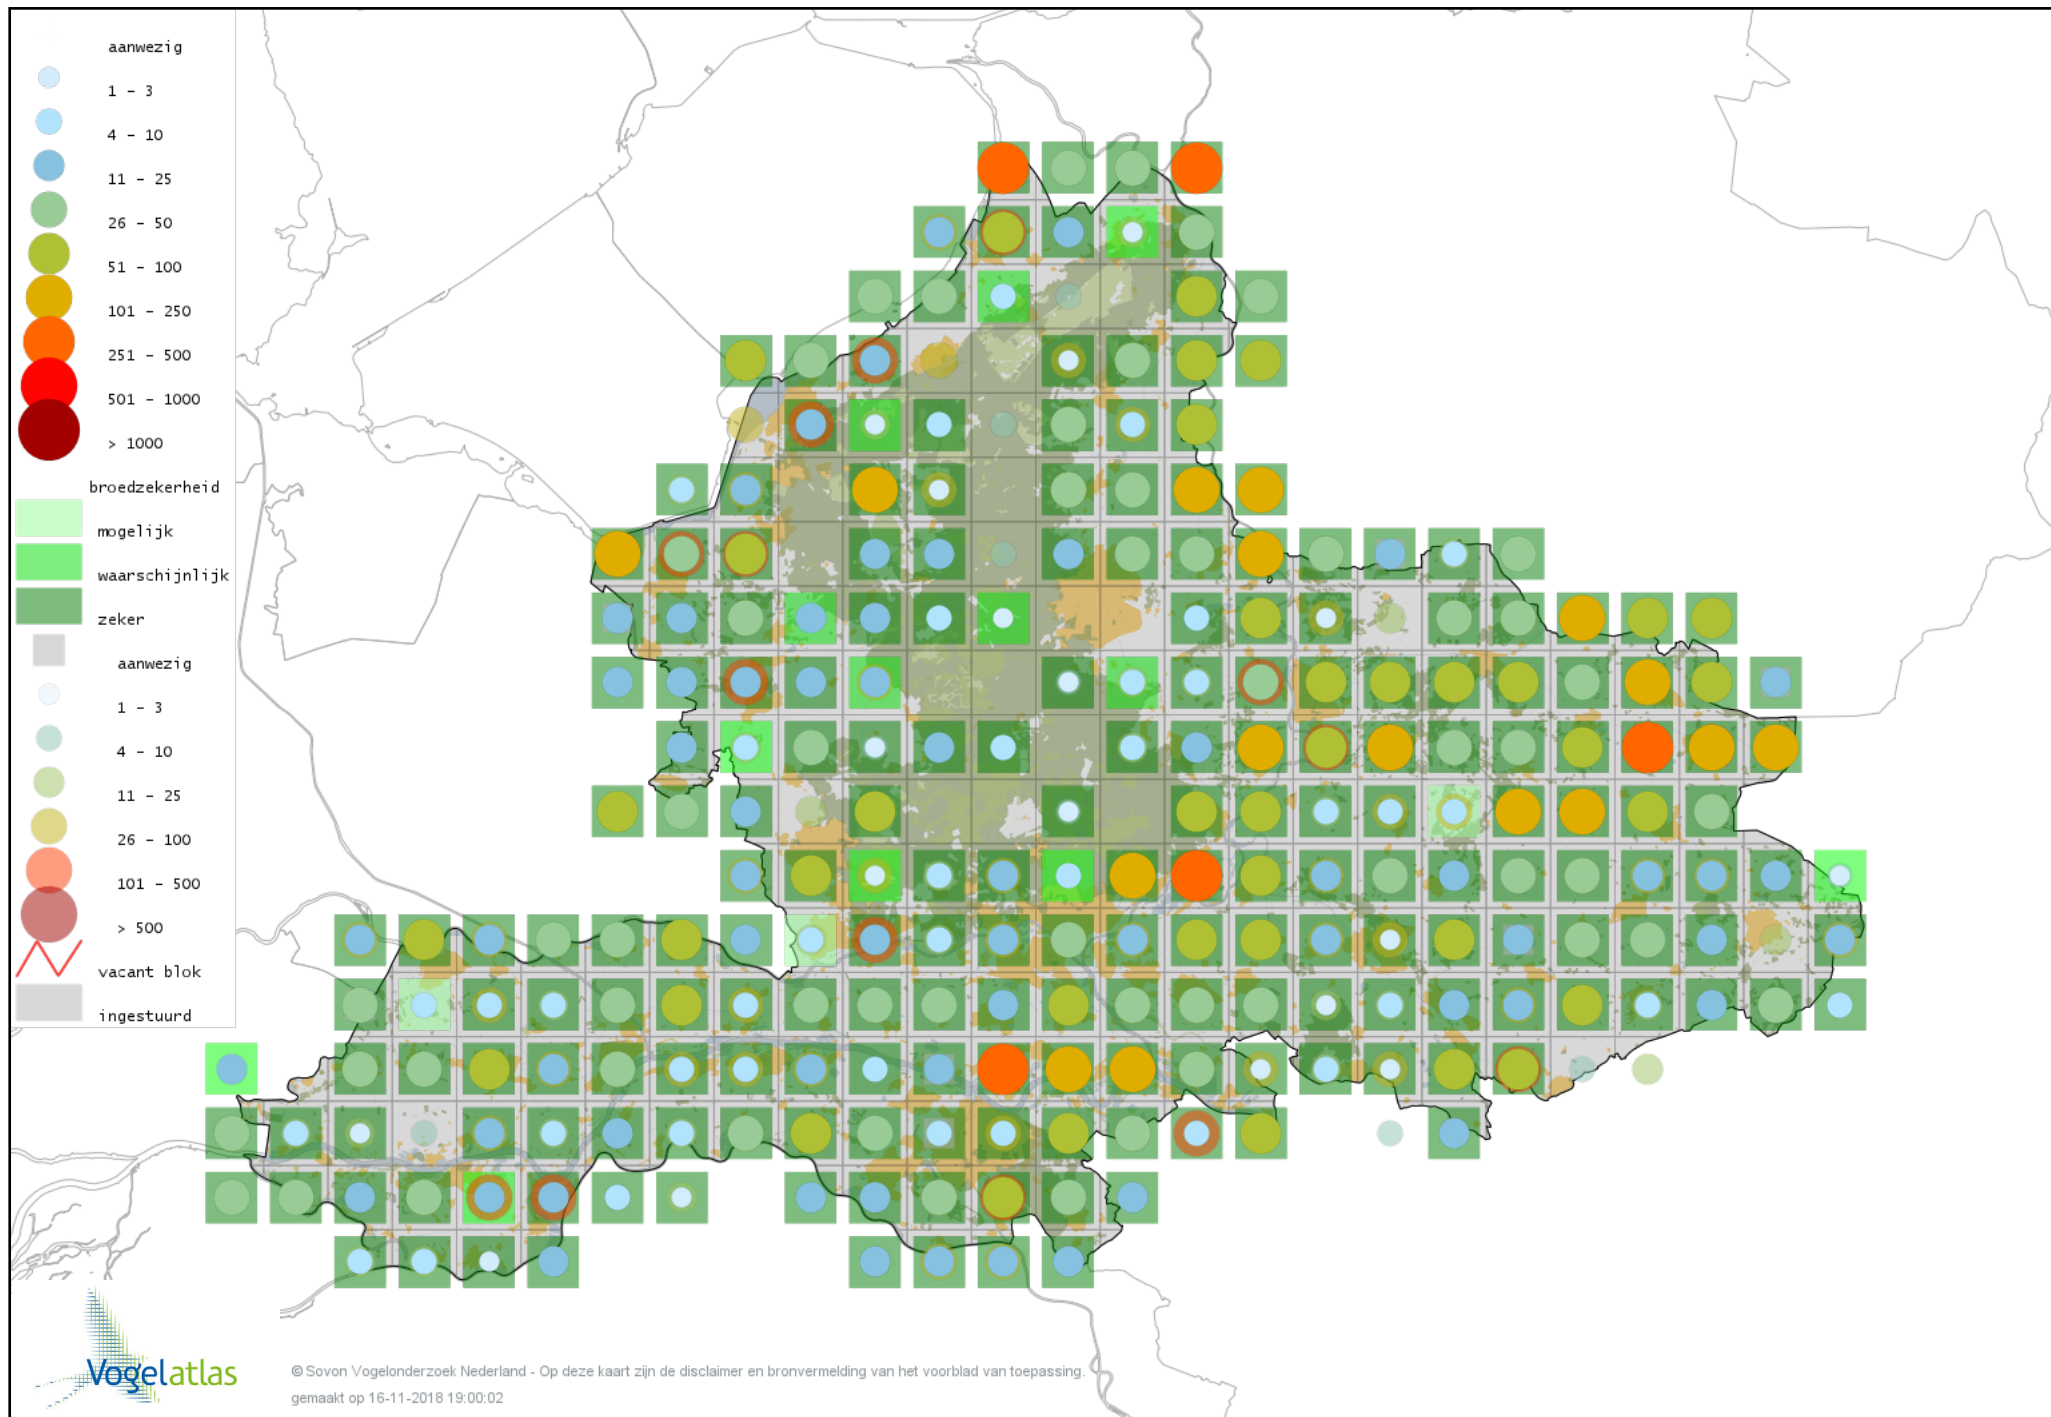 aanwezig
1 - 3
4 - 10
11 - 25
26 - 50
51 - 100
101 - 250
251 - 500
501 - 1000
> 1000
broedzekerheid
mogelijk
waarschijnlijk
zeker
aanwezig
1 - 3
4 - 10
11 - 25
26 - 100
101 - 500
> 500
vacant blok
ingestuurd
Vogelatlas
© Sovon Vogelonderzoek Nederland - Op deze kaart zijn de disclaimer en bronvermelding van het voorblad van toepassing.
gemaakt op 16-11-2018 19:00:02